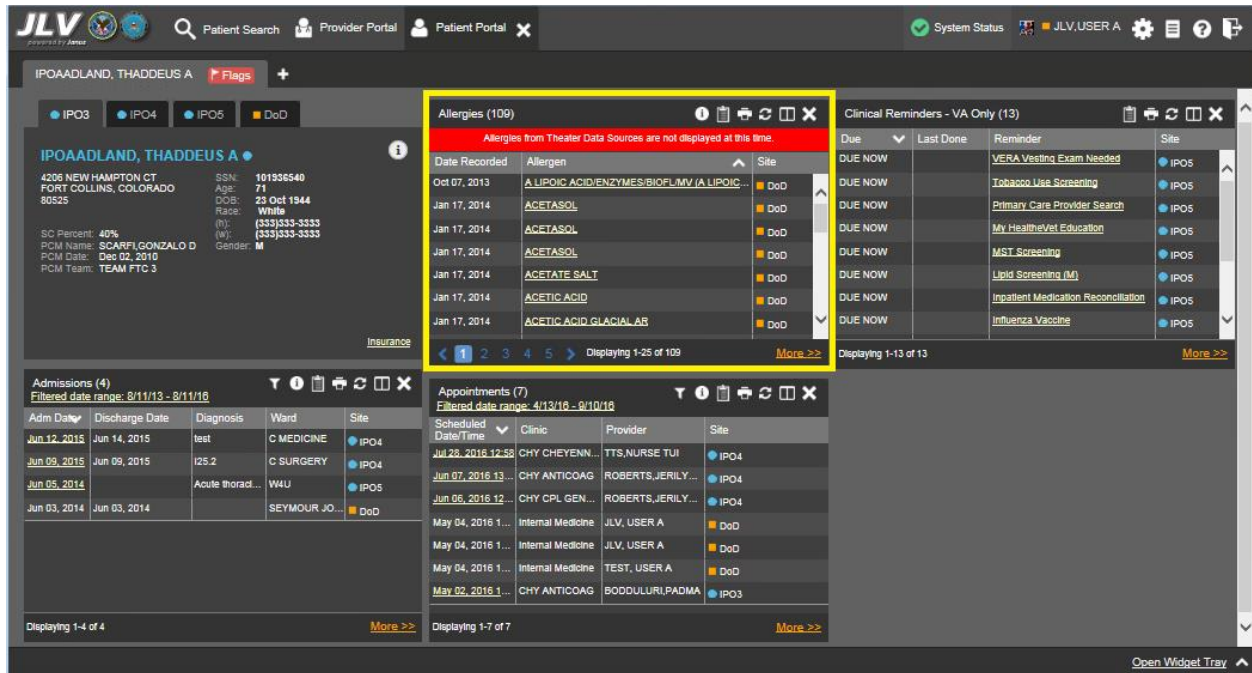 JLV Patient Search Provider Portal Patient Portal System Status JLV,USER A
powered by Janus
IPOAADLAND, THADDEUS A Flags
IPO3 IPO4 IPO5 DoD
IPOAADLAND, THADDEUS A
4206 NEW HAMPTON CT
FORT COLLINS, COLORADO
80525
SSN: 101936540
Age: 71
DOB: 23 Oct 1944
Race: White
(h): (333)333-3333
(w): (333)333-3333
Gender: M
SC Percent: 40%
PCM Name: SCARFI,GONZALO D
PCM Date: Dec 02, 2010
PCM Team: TEAM FTC 3
Insurance
Allergies (109)
Allergies from Theater Data Sources are not displayed at this time.
Date Recorded Allergen Site
Oct 07, 2013 A LIPOIC ACID/ENZYMES/BIOFL/MV (A LIPOIC... DoD
Jan 17, 2014 ACETASOL DoD
Jan 17, 2014 ACETASOL DoD
Jan 17, 2014 ACETASOL DoD
Jan 17, 2014 ACETATE SALT DoD
Jan 17, 2014 ACETIC ACID DoD
Jan 17, 2014 ACETIC ACID GLACIAL AR DoD
1 2 3 4 5 Displaying 1-25 of 109 More >>
Clinical Reminders - VA Only (13)
Due Last Done Reminder Site
DUE NOW VERA Vesting Exam Needed IPO5
DUE NOW Tobacco Use Screening IPO5
DUE NOW Primary Care Provider Search IPO5
DUE NOW My HealtheVet Education IPO5
DUE NOW MST Screening IPO5
DUE NOW Lipid Screening (M) IPO5
DUE NOW Inpatient Medication Reconciliation IPO5
DUE NOW Influenza Vaccine IPO5
Displaying 1-13 of 13 More >>
Admissions (4)
Filtered date range: 8/11/13 - 8/11/16
Adm Date Discharge Date Diagnosis Ward Site
Jun 12, 2015 Jun 14, 2015 test C MEDICINE IPO4
Jun 09, 2015 Jun 09, 2015 I25.2 C SURGERY IPO4
Jun 05, 2014 Acute thoraci... W4U IPO5
Jun 03, 2014 Jun 03, 2014 SEYMOUR JO... DoD
Displaying 1-4 of 4 More >>
Appointments (7)
Filtered date range: 4/13/16 - 9/10/16
Scheduled Date/Time Clinic Provider Site
Jul 28, 2016 12:58 CHY CHEYENN... TTS,NURSE TUI IPO4
Jun 07, 2016 13... CHY ANTICOAG ROBERTS,JERILY... IPO4
Jun 06, 2016 12... CHY CPL GEN... ROBERTS,JERILY... IPO4
May 04, 2016 1... Internal Medicine JLV, USER A DoD
May 04, 2016 1... Internal Medicine JLV, USER A DoD
May 04, 2016 1... Internal Medicine TEST, USER A DoD
May 02, 2016 1... CHY ANTICOAG BODDULURI,PADMA IPO3
Displaying 1-7 of 7 More >>
Open Widget Tray